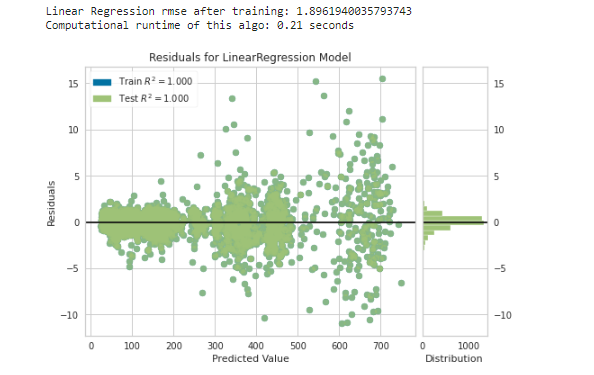 Linear Regression rmse after training: 1.8961940035793743
Computational runtime of this algo: 0.21 seconds
Residuals for LinearRegression Model
Train R² = 1.000
Test R² = 1.000
15
10
5
0
−5
−10
Residuals
0 100 200 300 400 500 600 700
Predicted Value
15
10
5
0
−5
−10
0 1000
Distribution